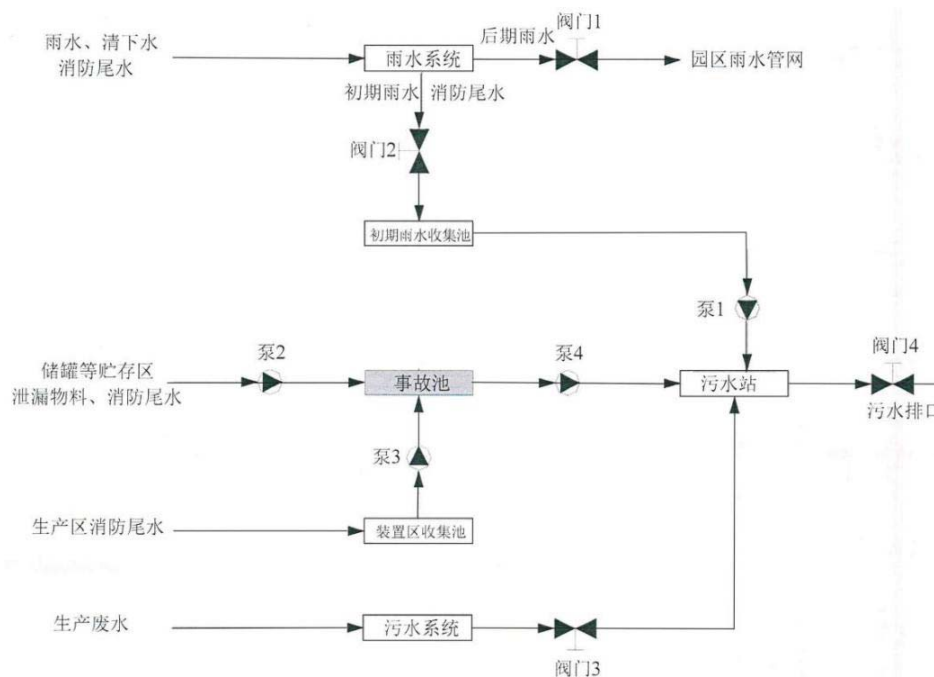 雨水、清下水
消防尾水
雨水系统
后期雨水
阀门1
园区雨水管网
初期雨水
消防尾水
阀门2
初期雨水收集池
泵1
储罐等贮存区
泄漏物料、消防尾水
泵2
事故池
泵4
污水站
阀门4
污水排口
泵3
生产区消防尾水
装置区收集池
生产废水
污水系统
阀门3